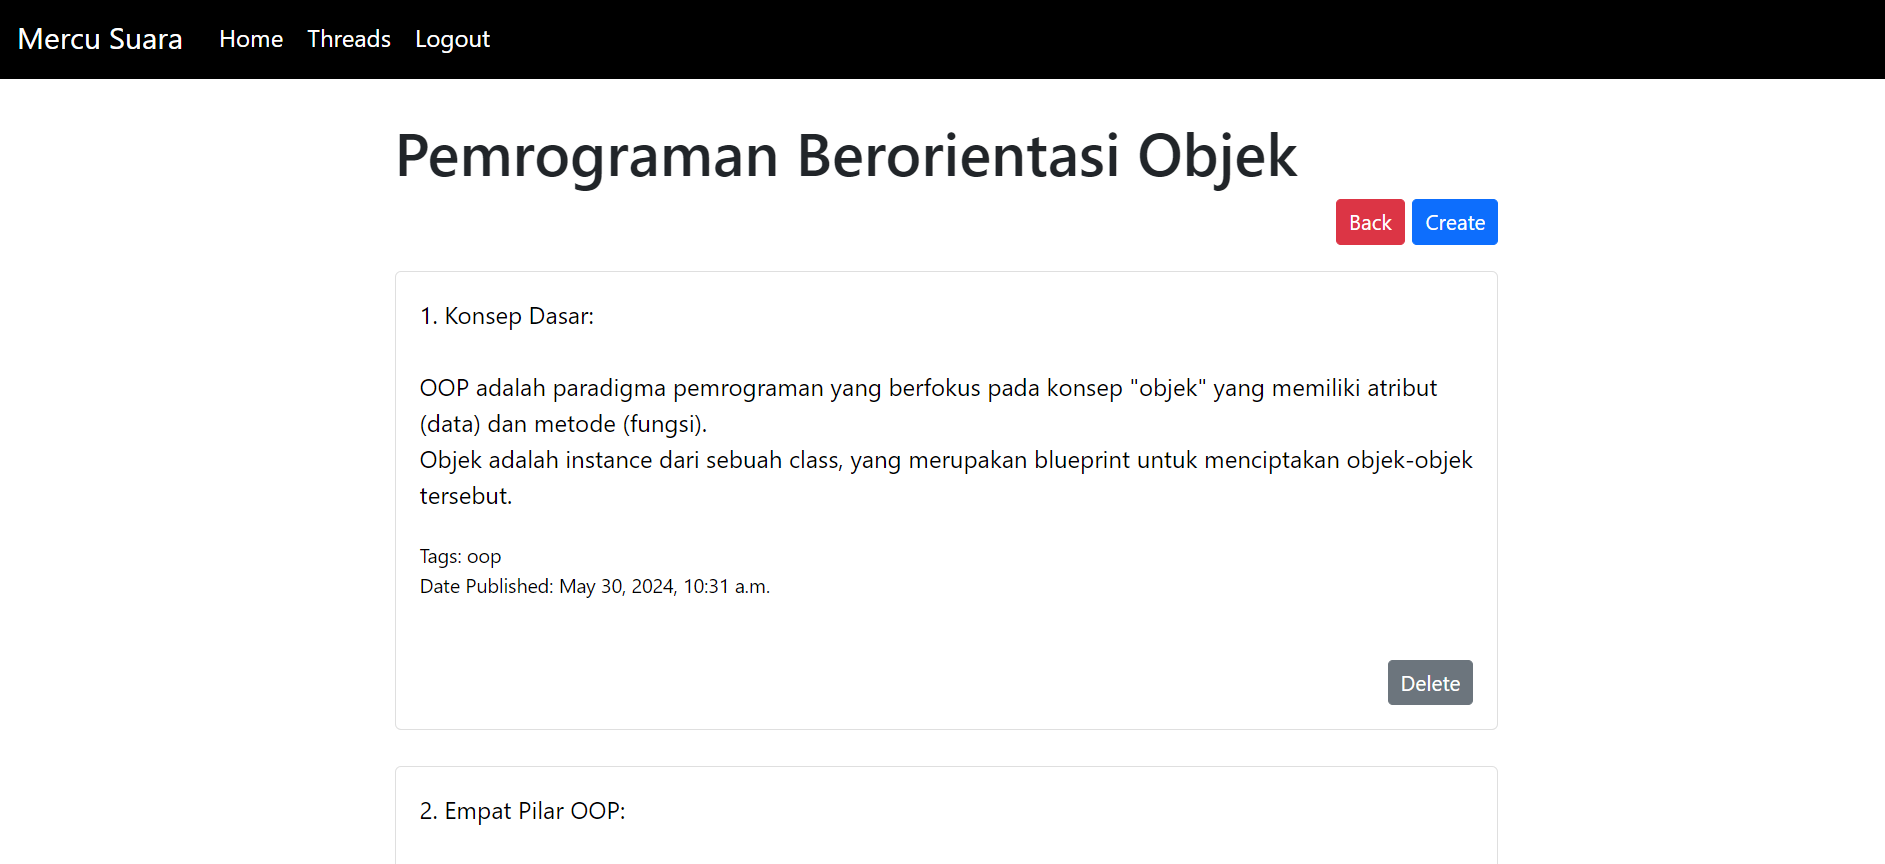 Mercu Suara Home Threads Logout
Pemrograman Berorientasi Objek
Back Create
1. Konsep Dasar:
OOP adalah paradigma pemrograman yang berfokus pada konsep "objek" yang memiliki atribut
(data) dan metode (fungsi).
Objek adalah instance dari sebuah class, yang merupakan blueprint untuk menciptakan objek-objek
tersebut.
Tags: oop
Date Published: May 30, 2024, 10:31 a.m.
Delete
2. Empat Pilar OOP: